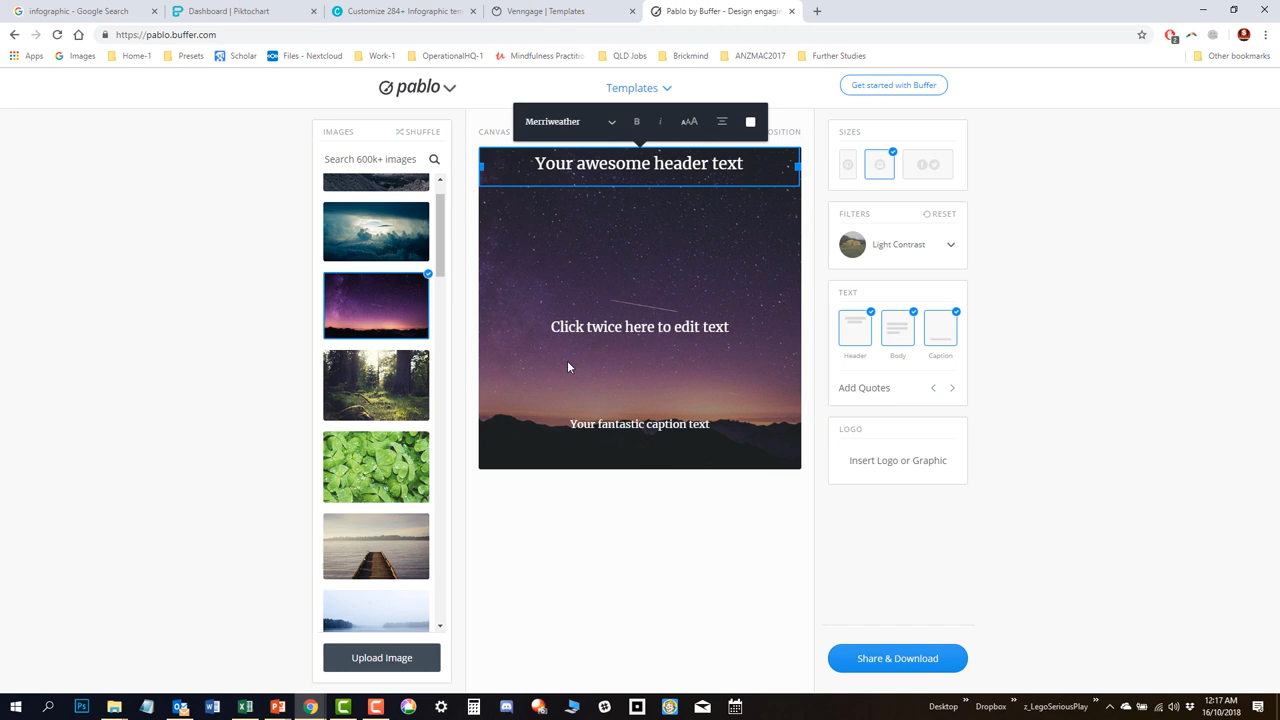 infographic - Google Search
Dashboard | Piktochart
Customize 284+ Infographic tem
Venngage | Templates
Pablo by Buffer - Design engagin
https://pablo.buffer.com
Apps
Images
Home-1
Presets
Scholar
Files - Nextcloud
Work-1
OperationalHQ-1
Mindfulness Practitio
QLD Jobs
Brickmind
ANZMAC2017
Further Studies
Other bookmarks
pablo
Templates
Get started with Buffer
Merriweather
B
i
AAA
IMAGES
SHUFFLE
CANVAS
OSITION
SIZES
Search 600k+ images
Your awesome header text
FILTERS
RESET
Light Contrast
TEXT
Click twice here to edit text
Header
Body
Caption
Add Quotes
Your fantastic caption text
LOGO
Insert Logo or Graphic
Upload Image
Share & Download
Desktop
Dropbox
z_LegoSeriousPlay
12:17 AM
16/10/2018